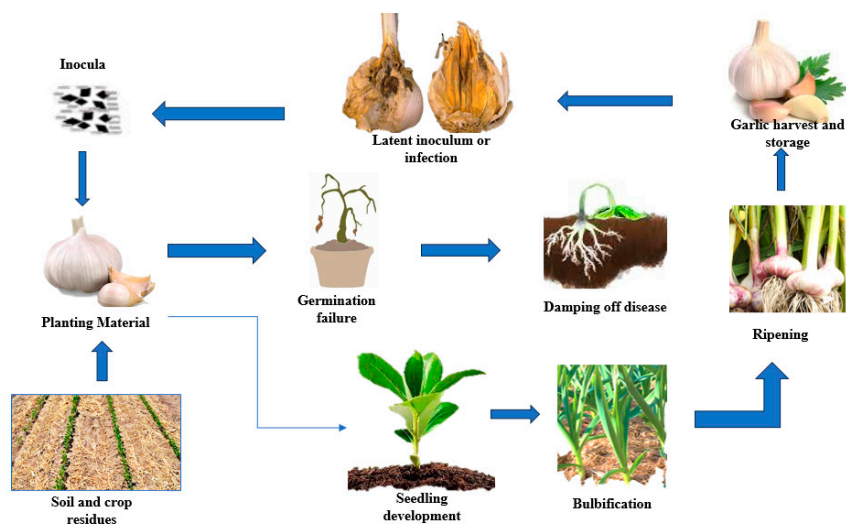 Inocula
Latent inoculum or
infection
Garlic harvest and
storage
Planting Material
Germination
failure
Damping off disease
Ripening
Soil and crop
residues
Seedling
development
Bulbification